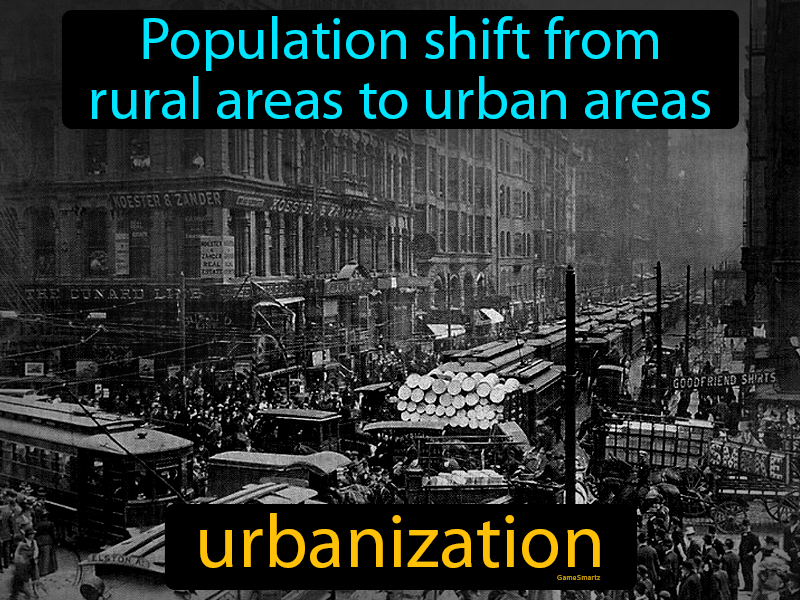 Population shift from
rural areas to urban areas
KOESTER & ZANDER
KOESTER & ZANDER
KOESTER
ZANDER
REAL
ESTATE
THE CUNARD LINE
GOODFRIEND SHIRTS
ELSTON AV
urbanization
GameSmartz